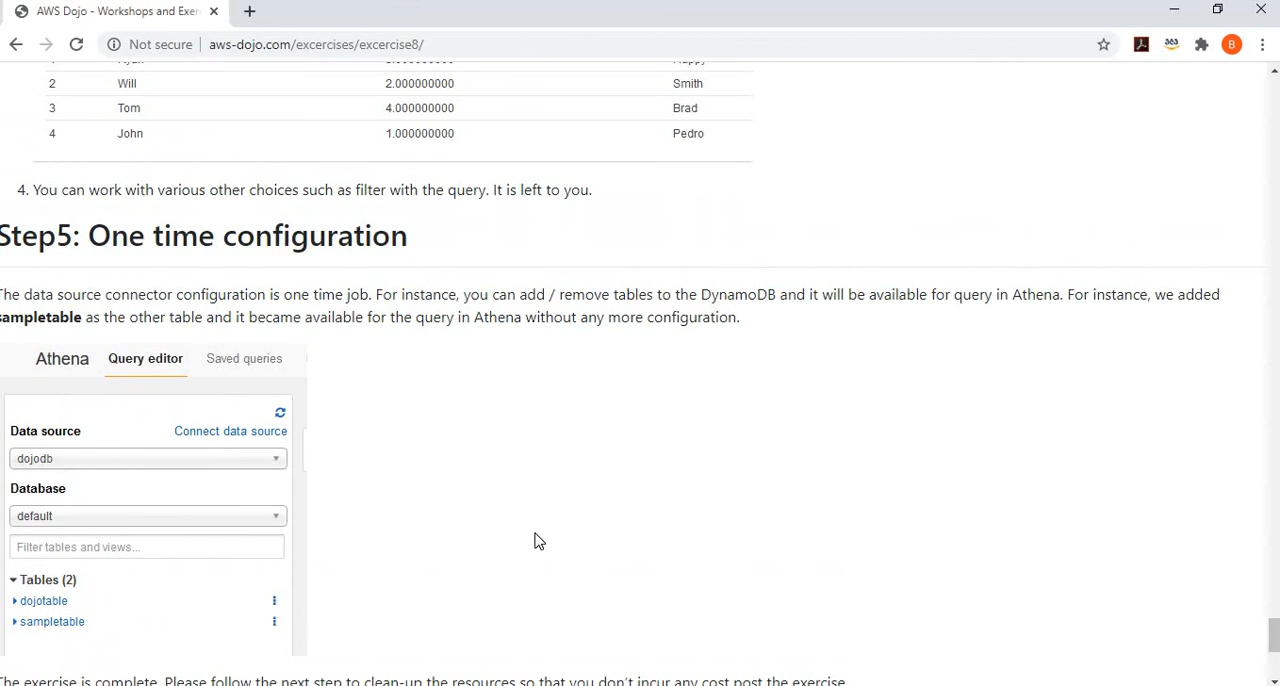 AWS Dojo - Workshops and Exer
Not secure
aws-dojo.com/excercises/excercise8/
B
2 Will 2.000000000 Smith
3 Tom 4.000000000 Brad
4 John 1.000000000 Pedro
4. You can work with various other choices such as filter with the query. It is left to you.
Step5: One time configuration
The data source connector configuration is one time job. For instance, you can add / remove tables to the DynamoDB and it will be available for query in Athena. For instance, we added
sampletable as the other table and it became available for the query in Athena without any more configuration.
Athena Query editor Saved queries
Data source Connect data source
dojodb
Database
default
Filter tables and views...
Tables (2)
dojotable
sampletable
The exercise is complete. Please follow the next step to clean-up the resources so that you don't incur any cost post the exercise.